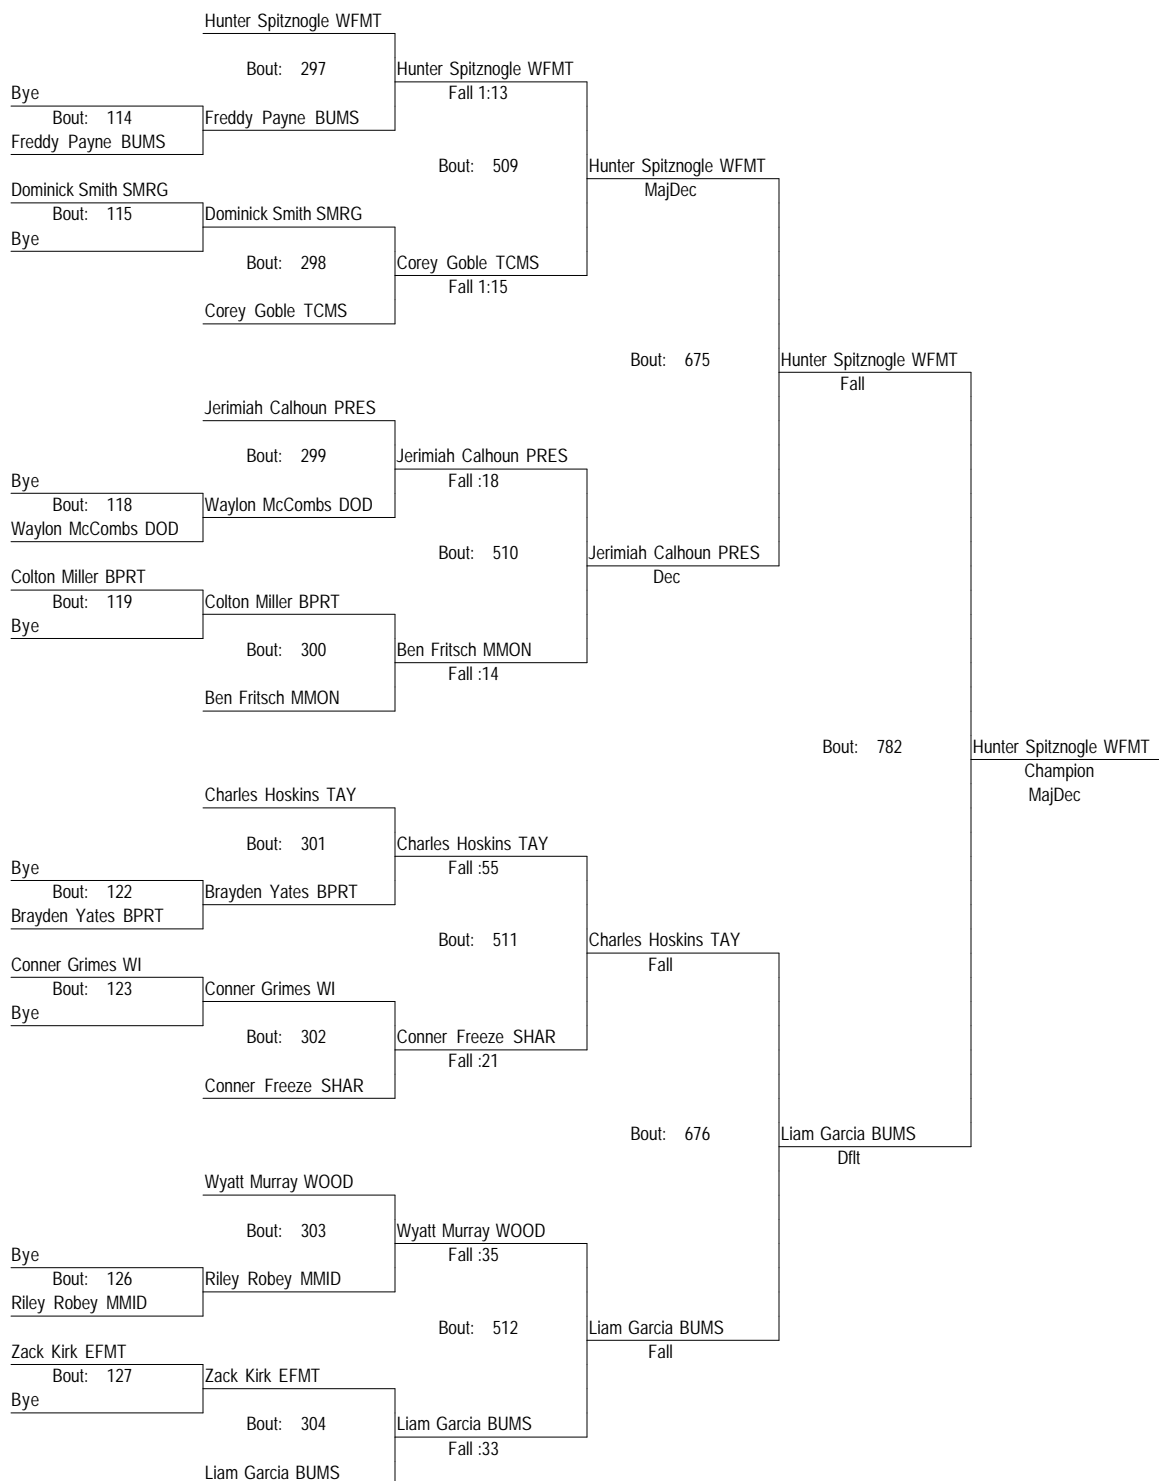 Hunter Spitznogle WFMT
Bout: 297
Hunter Spitznogle WFMT
Fall 1:13
Bye
Bout: 114
Freddy Payne BUMS
Freddy Payne BUMS
Bout: 509
Hunter Spitznogle WFMT
MajDec
Dominick Smith SMRG
Bout: 115
Dominick Smith SMRG
Bye
Bout: 298
Corey Goble TCMS
Fall 1:15
Corey Goble TCMS
Bout: 675
Hunter Spitznogle WFMT
Fall
Jerimiah Calhoun PRES
Bout: 299
Jerimiah Calhoun PRES
Fall :18
Bye
Bout: 118
Waylon McCombs DOD
Waylon McCombs DOD
Bout: 510
Jerimiah Calhoun PRES
Dec
Colton Miller BPRT
Bout: 119
Colton Miller BPRT
Bye
Bout: 300
Ben Fritsch MMON
Fall :14
Ben Fritsch MMON
Bout: 782
Hunter Spitznogle WFMT
Champion
MajDec
Charles Hoskins TAY
Bout: 301
Charles Hoskins TAY
Fall :55
Bye
Bout: 122
Brayden Yates BPRT
Brayden Yates BPRT
Bout: 511
Charles Hoskins TAY
Fall
Conner Grimes WI
Bout: 123
Conner Grimes WI
Bye
Bout: 302
Conner Freeze SHAR
Fall :21
Conner Freeze SHAR
Bout: 676
Liam Garcia BUMS
Dflt
Wyatt Murray WOOD
Bout: 303
Wyatt Murray WOOD
Fall :35
Bye
Bout: 126
Riley Robey MMID
Riley Robey MMID
Bout: 512
Liam Garcia BUMS
Fall
Zack Kirk EFMT
Bout: 127
Zack Kirk EFMT
Bye
Bout: 304
Liam Garcia BUMS
Fall :33
Liam Garcia BUMS